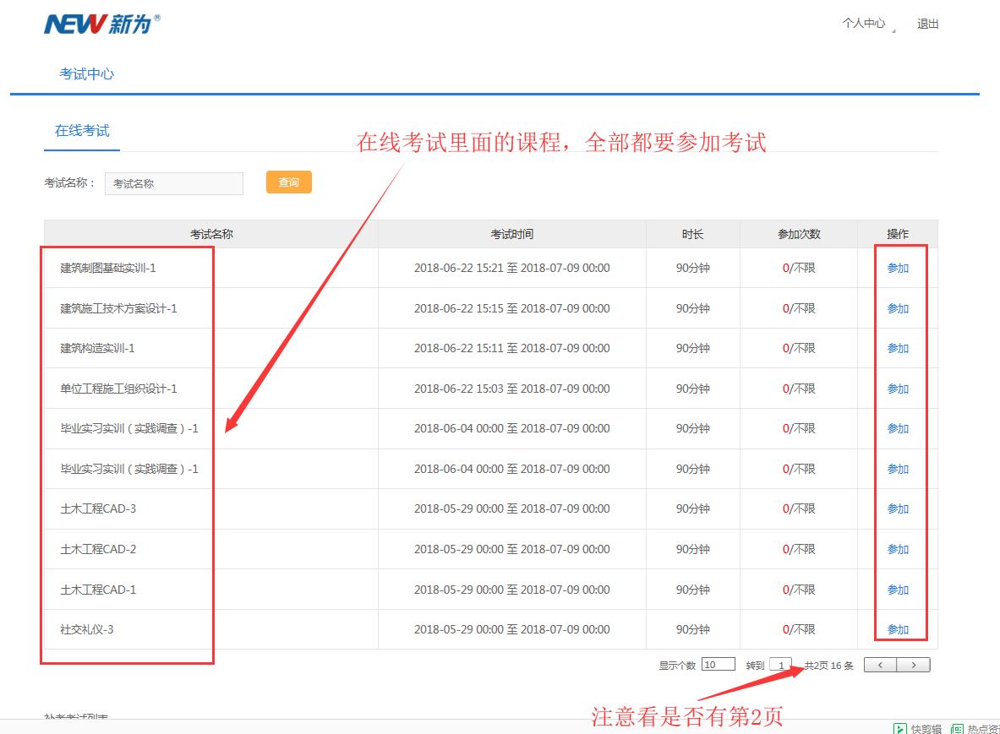 NEW新为®
个人中心 退出
考试中心
在线考试
在线考试里面的课程，全部都要参加考试
考试名称： 考试名称 查询
考试名称 考试时间 时长 参加次数 操作
建筑制图基础实训-1 2018-06-22 15:21 至 2018-07-09 00:00 90分钟 0/不限 参加
建筑施工技术方案设计-1 2018-06-22 15:15 至 2018-07-09 00:00 90分钟 0/不限 参加
建筑构造实训-1 2018-06-22 15:11 至 2018-07-09 00:00 90分钟 0/不限 参加
单位工程施工组织设计-1 2018-06-22 15:03 至 2018-07-09 00:00 90分钟 0/不限 参加
毕业实习实训（实践调查）-1 2018-06-04 00:00 至 2018-07-09 00:00 90分钟 0/不限 参加
毕业实习实训（实践调查）-1 2018-06-04 00:00 至 2018-07-09 00:00 90分钟 0/不限 参加
土木工程CAD-3 2018-05-29 00:00 至 2018-07-09 00:00 90分钟 0/不限 参加
土木工程CAD-2 2018-05-29 00:00 至 2018-07-09 00:00 90分钟 0/不限 参加
土木工程CAD-1 2018-05-29 00:00 至 2018-07-09 00:00 90分钟 0/不限 参加
社交礼仪-3 2018-05-29 00:00 至 2018-07-09 00:00 90分钟 0/不限 参加
显示个数 10 转到 1 共2页 16 条 < >
注意看是否有第2页
补考考试列表
快剪辑 热点资